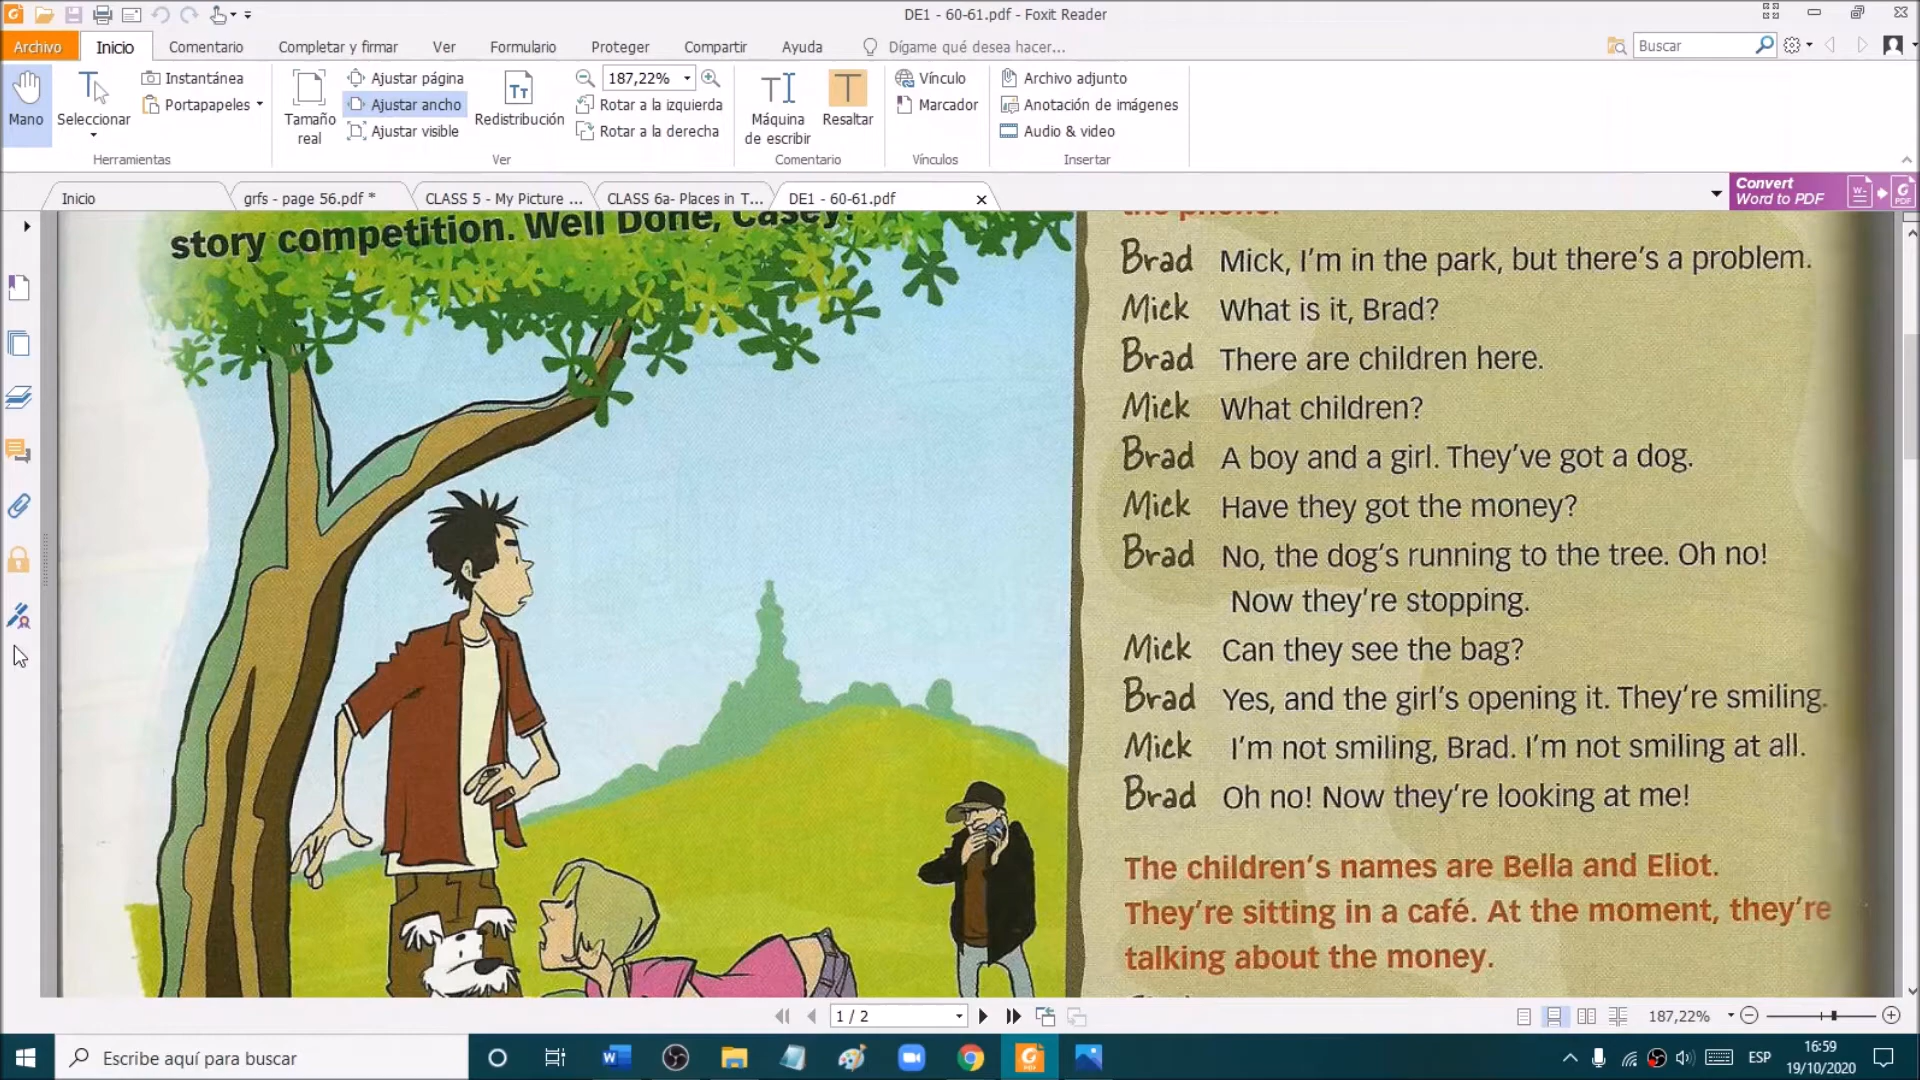 DE1 - 60-61.pdf - Foxit Reader
Archivo
Inicio
Comentario
Completar y firmar
Ver
Formulario
Proteger
Compartir
Ayuda
Dígame qué desea hacer...
Buscar
Mano
Seleccionar
Instantánea
Portapapeles
Herramientas
Tamaño
real
Ajustar página
Ajustar ancho
Ajustar visible
Redistribución
187,22%
Rotar a la izquierda
Rotar a la derecha
Ver
Máquina
de escribir
Resaltar
Comentario
Vínculo
Marcador
Vínculos
Archivo adjunto
Anotación de imágenes
Audio & video
Insertar
Inicio
grfs - page 56.pdf *
CLASS 5 - My Picture ...
CLASS 6a- Places in T...
DE1 - 60-61.pdf
Convert
Word to PDF
story competition. Well Done, Casey!
the phone.
Brad Mick, I'm in the park, but there's a problem.
Mick What is it, Brad?
Brad There are children here.
Mick What children?
Brad A boy and a girl. They've got a dog.
Mick Have they got the money?
Brad No, the dog's running to the tree. Oh no!
Now they're stopping.
Mick Can they see the bag?
Brad Yes, and the girl's opening it. They're smiling.
Mick I'm not smiling, Brad. I'm not smiling at all.
Brad Oh no! Now they're looking at me!
The children's names are Bella and Eliot.
They're sitting in a café. At the moment, they're
talking about the money.
1 / 2
187,22%
Escribe aquí para buscar
ESP
16:59
19/10/2020